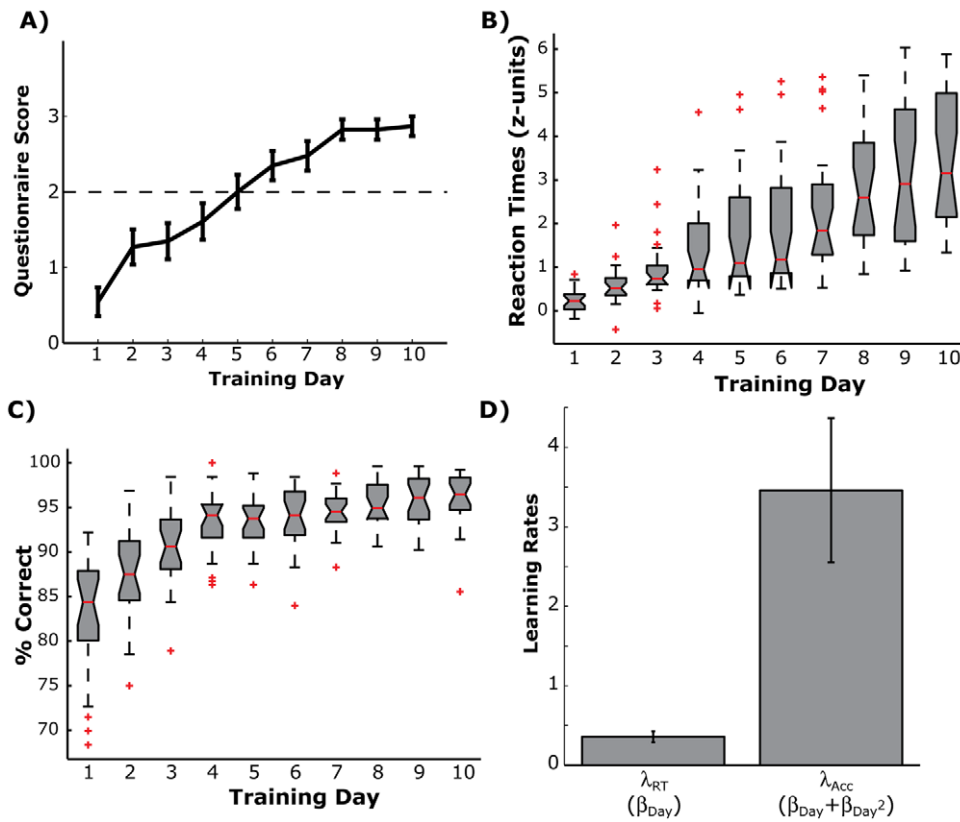 A)
Questionraire Score
3
2
1
0
1 2 3 4 5 6 7 8 9 10
Training Day
B)
Reaction Times (z-units)
6
5
4
3
2
1
0
1 2 3 4 5 6 7 8 9 10
Training Day
C)
% Correct
100
95
90
85
80
75
70
1 2 3 4 5 6 7 8 9 10
Training Day
D)
Learning Rates
4
3
2
1
0
λRT
(βDay)
λAcc
(βDay+βDay²)